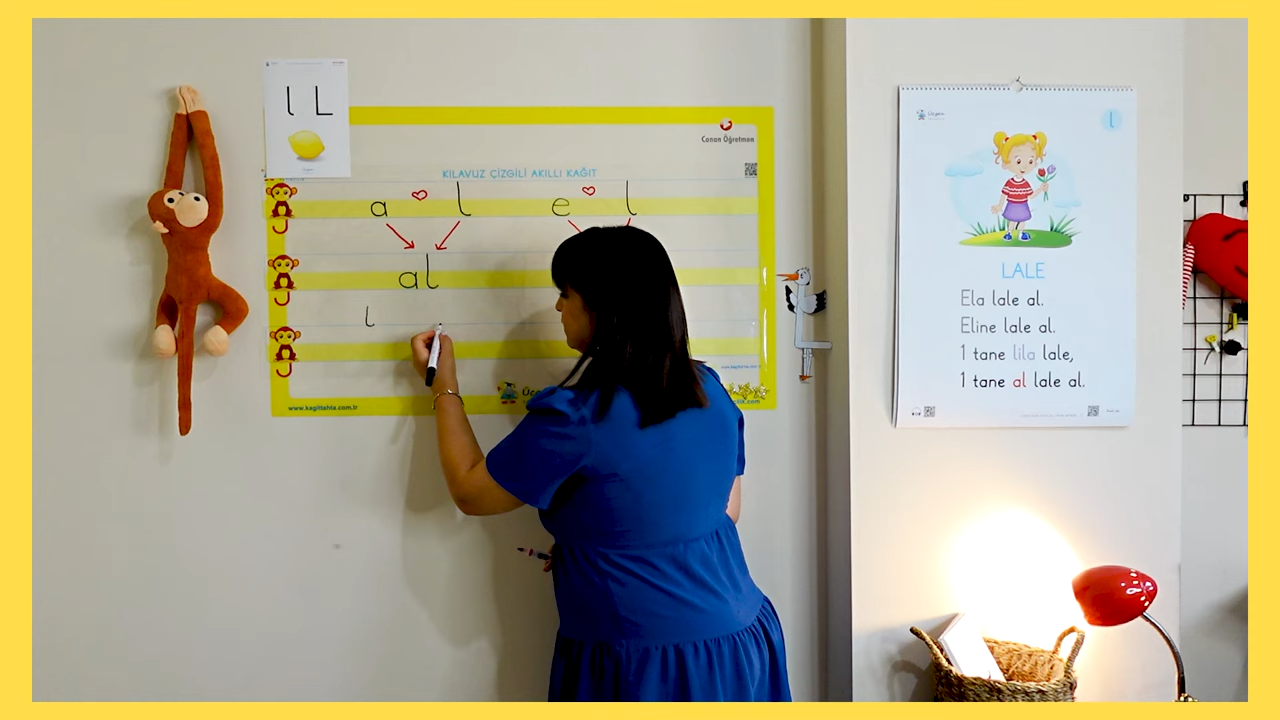 l L
Canan Öğretmen
KILAVUZ ÇİZGİLİ AKILLI KAĞIT
a l e l
al
l
www.kagittahta.com.tr
l
LALE
Ela lale al.
Eline lale al.
1 tane lila lale,
1 tane al lale al.